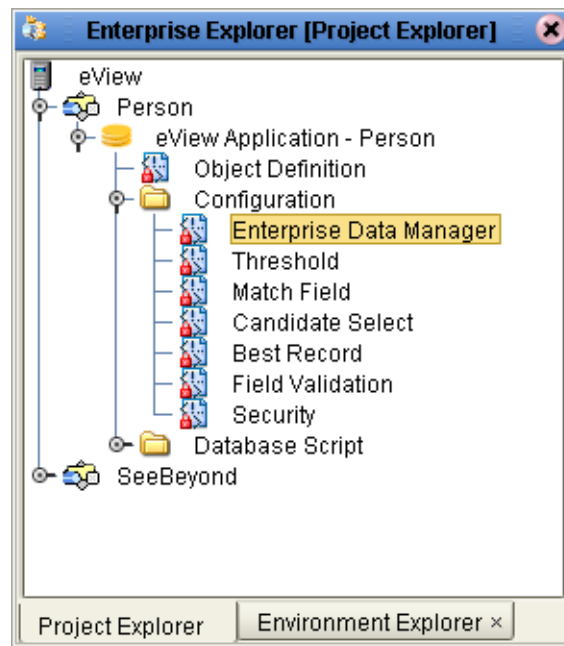 Enterprise Explorer [Project Explorer]
eView
Person
eView Application - Person
Object Definition
Configuration
Enterprise Data Manager
Threshold
Match Field
Candidate Select
Best Record
Field Validation
Security
Database Script
SeeBeyond
Project Explorer
Environment Explorer ×